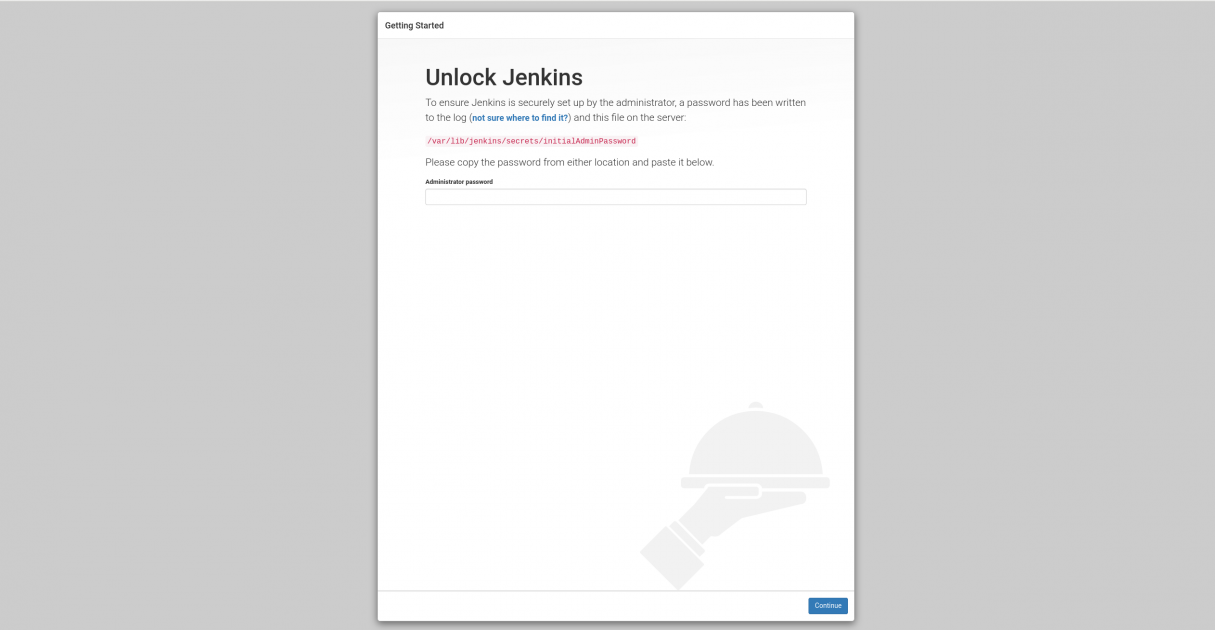 Getting Started
Unlock Jenkins
To ensure Jenkins is securely set up by the administrator, a password has been written
to the log (not sure where to find it?) and this file on the server:
/var/lib/jenkins/secrets/initialAdminPassword
Please copy the password from either location and paste it below.
Administrator password
Continue